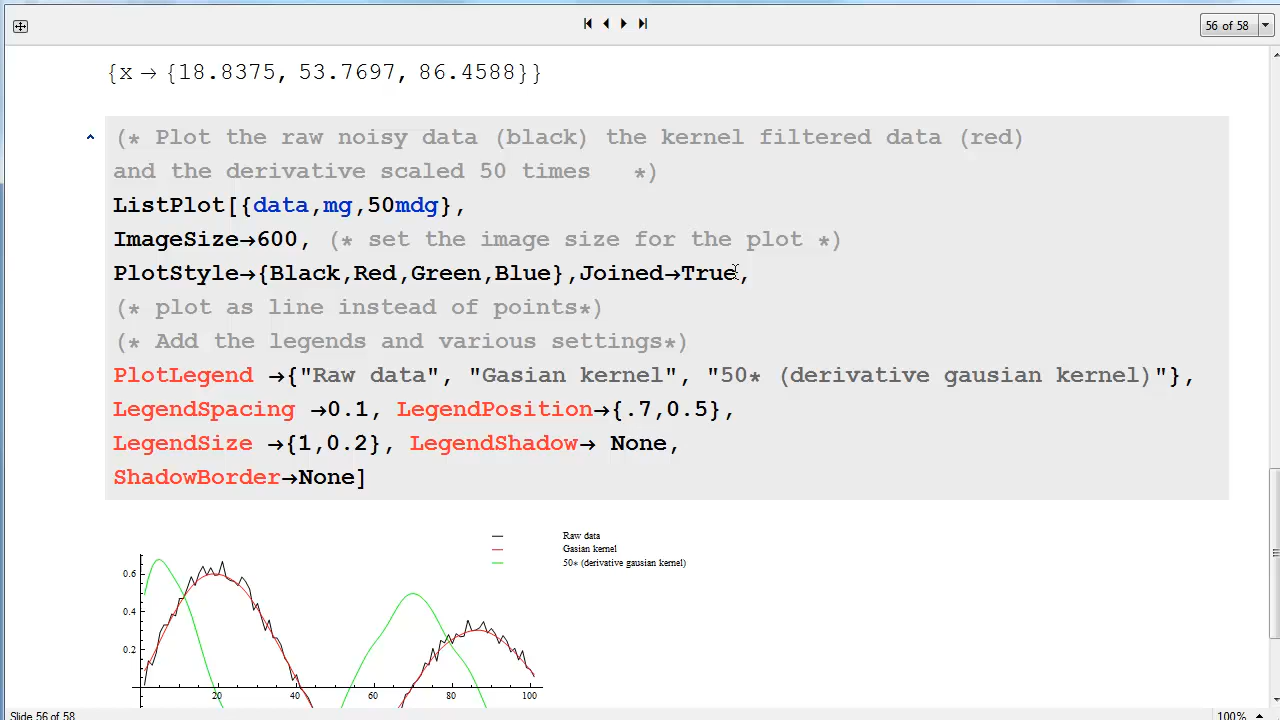 56 of 58
{x → {18.8375, 53.7697, 86.4588}}
(* Plot the raw noisy data (black) the kernel filtered data (red)
and the derivative scaled 50 times   *)
ListPlot[{data,mg,50mdg},
ImageSize→600, (* set the image size for the plot *)
PlotStyle→{Black,Red,Green,Blue},Joined→True,
(* plot as line instead of points*)
(* Add the legends and various settings*)
PlotLegend →{"Raw data", "Gasian kernel", "50* (derivative gausian kernel)"},
LegendSpacing →0.1, LegendPosition→{.7,0.5},
LegendSize →{1,0.2}, LegendShadow→ None,
ShadowBorder→None]
Raw data
Gasian kernel
50* (derivative gausian kernel)
0.6
0.4
0.2
20 40 60 80 100
Slide 56 of 58
100%